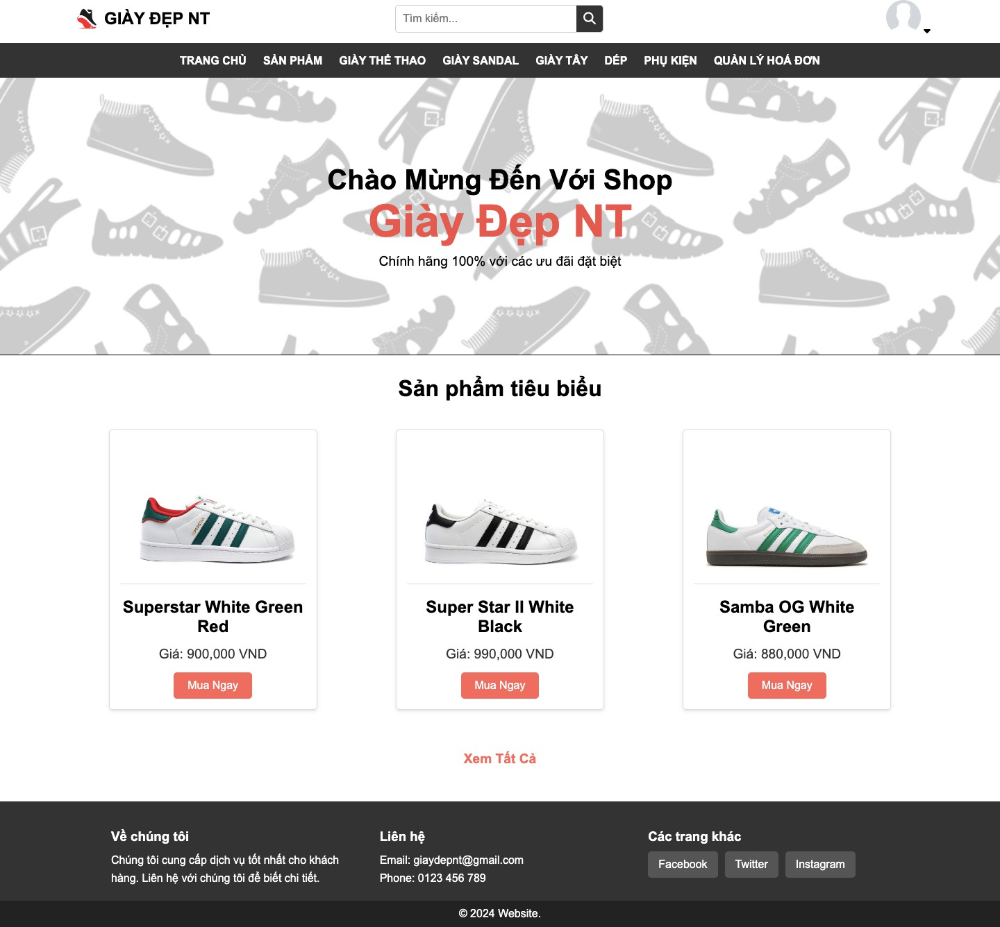 GIÀY ĐẸP NT
Tìm kiếm...
TRANG CHỦ SẢN PHẨM GIÀY THỂ THAO GIÀY SANDAL GIÀY TÂY DÉP PHỤ KIỆN QUẢN LÝ HOÁ ĐƠN
Chào Mừng Đến Với Shop
Giày Đẹp NT
Chính hãng 100% với các ưu đãi đặt biệt
Sản phẩm tiêu biểu
Superstar White Green
Red
Giá: 900,000 VND
Mua Ngay
Super Star II White
Black
Giá: 990,000 VND
Mua Ngay
Samba OG White
Green
Giá: 880,000 VND
Mua Ngay
Xem Tất Cả
Về chúng tôi
Chúng tôi cung cấp dịch vụ tốt nhất cho khách
hàng. Liên hệ với chúng tôi để biết chi tiết.
Liên hệ
Email: giaydepnt@gmail.com
Phone: 0123 456 789
Các trang khác
Facebook Twitter Instagram
© 2024 Website.